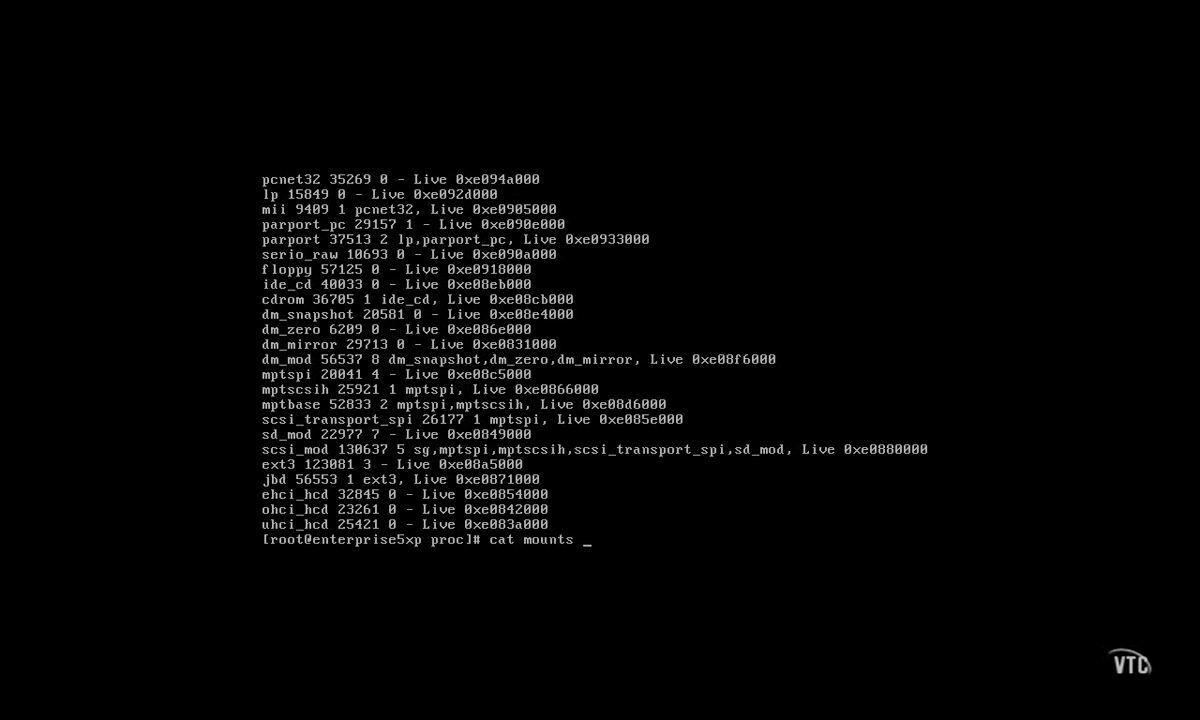 pcnet32 35269 0 - Live 0xe094a000
lp 15849 0 - Live 0xe092d000
mii 9409 1 pcnet32, Live 0xe0905000
parport_pc 29157 1 - Live 0xe090e000
parport 37513 2 lp,parport_pc, Live 0xe0933000
serio_raw 10693 0 - Live 0xe090a000
floppy 57125 0 - Live 0xe0918000
ide_cd 40033 0 - Live 0xe08eb000
cdrom 36705 1 ide_cd, Live 0xe08cb000
dm_snapshot 20581 0 - Live 0xe08e4000
dm_zero 6209 0 - Live 0xe086e000
dm_mirror 29713 0 - Live 0xe0831000
dm_mod 56537 8 dm_snapshot,dm_zero,dm_mirror, Live 0xe08f6000
mptspi 20041 4 - Live 0xe08c5000
mptscsih 25921 1 mptspi, Live 0xe0866000
mptbase 52833 2 mptspi,mptscsih, Live 0xe08d6000
scsi_transport_spi 26177 1 mptspi, Live 0xe085e000
sd_mod 22977 7 - Live 0xe0849000
scsi_mod 130637 5 sg,mptspi,mptscsih,scsi_transport_spi,sd_mod, Live 0xe0880000
ext3 123081 3 - Live 0xe08a5000
jbd 56553 1 ext3, Live 0xe0871000
ehci_hcd 32845 0 - Live 0xe0854000
ohci_hcd 23261 0 - Live 0xe0842000
uhci_hcd 25421 0 - Live 0xe083a000
[root@enterprise5xp proc]# cat mounts _
VTC